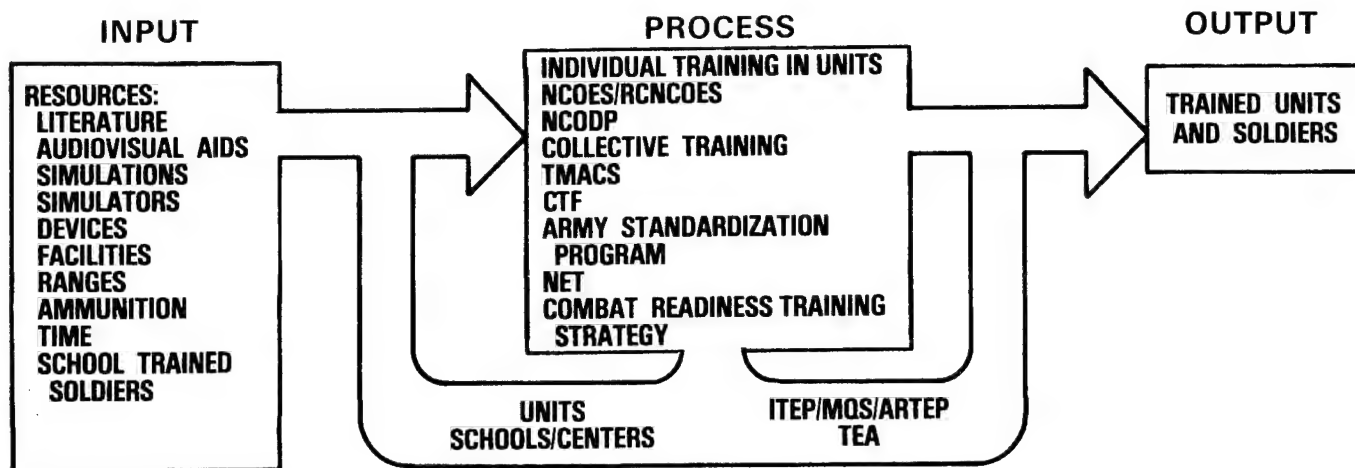 INPUT
RESOURCES:
LITERATURE
AUDIOVISUAL AIDS
SIMULATIONS
SIMULATORS
DEVICES
FACILITIES
RANGES
AMMUNITION
TIME
SCHOOL TRAINED
SOLDIERS
PROCESS
INDIVIDUAL TRAINING IN UNITS
NCOES/RCNCOES
NCODP
COLLECTIVE TRAINING
TMACS
CTF
ARMY STANDARDIZATION
PROGRAM
NET
COMBAT READINESS TRAINING
STRATEGY
OUTPUT
TRAINED UNITS
AND SOLDIERS
UNITS
SCHOOLS/CENTERS
ITEP/MQS/ARTEP
TEA